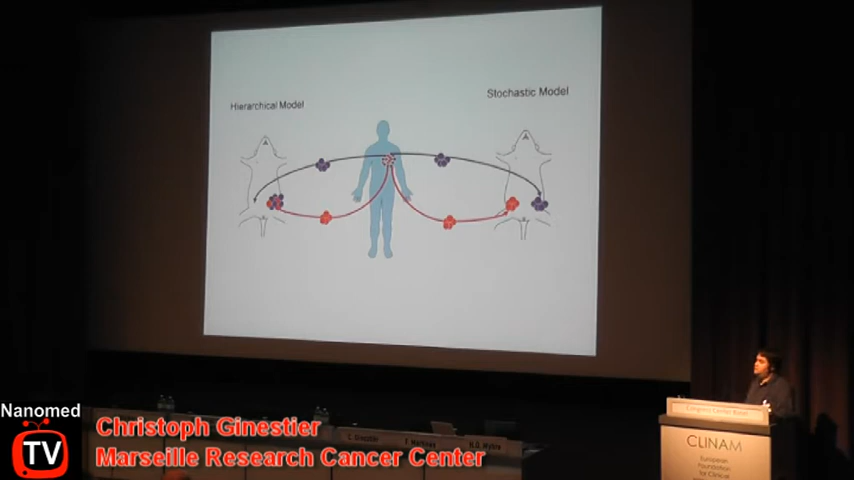 Hierarchical Model
Stochastic Model
Nanomed
TV
Christoph Ginestier
Marseille Research Cancer Center
CLINAM
European
Foundation
for Clinical